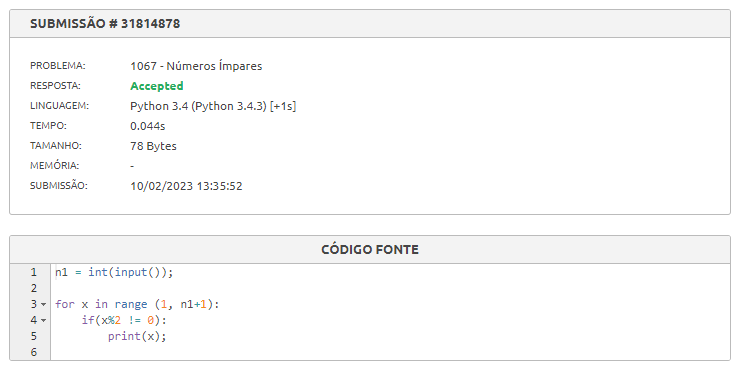 SUBMISSÃO # 31814878
PROBLEMA: 1067 - Números Ímpares
RESPOSTA: Accepted
LINGUAGEM: Python 3.4 (Python 3.4.3) [+1s]
TEMPO: 0.044s
TAMANHO: 78 Bytes
MEMÓRIA: -
SUBMISSÃO: 10/02/2023 13:35:52
CÓDIGO FONTE
1 n1 = int(input());
2
3 for x in range (1, n1+1):
4     if(x%2 != 0):
5         print(x);
6